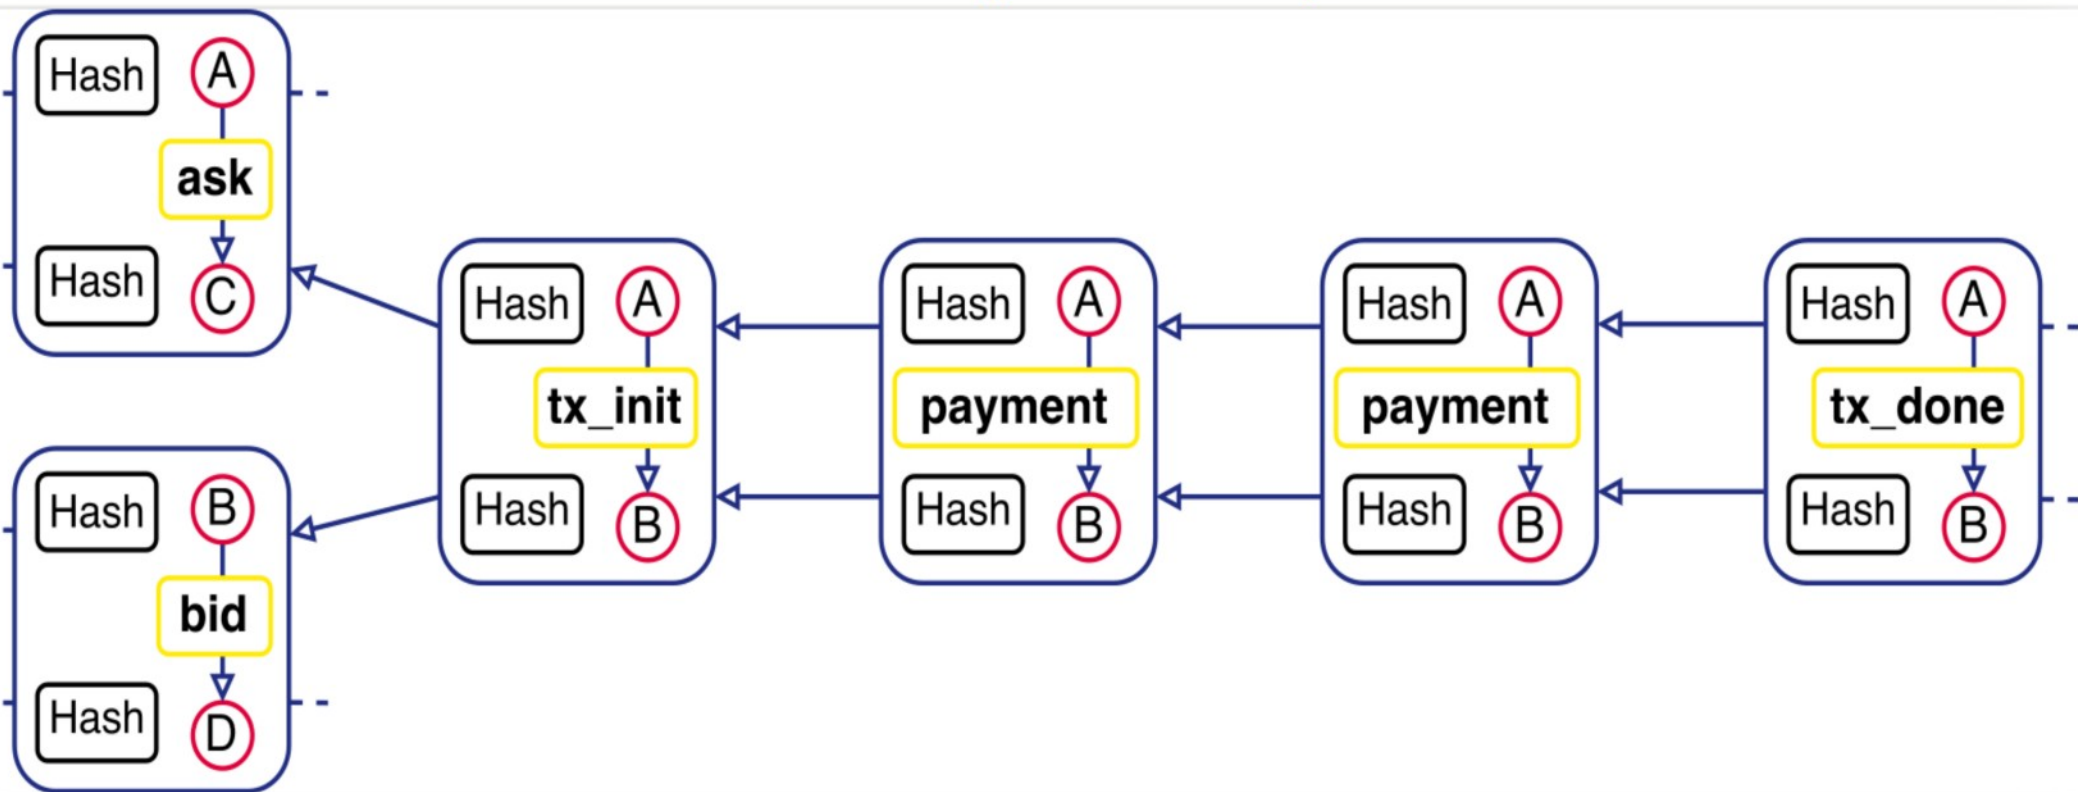 Hash A
ask
Hash C
Hash B
bid
Hash D
Hash A
tx_init
Hash B
Hash A
payment
Hash B
Hash A
payment
Hash B
Hash A
tx_done
Hash B